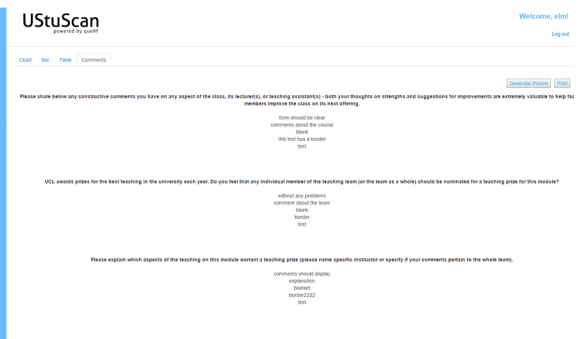 UStuScan
powered by queXF
Welcome, elm!
Log out
Chart Bar Table Comments
Generate Picture Print
Please share below any constructive comments you have on any aspect of the class, its lecturer(s), or teaching assistant(s) - both your thoughts on strengths and suggestions for improvements are extremely valuable to help fac
members improve the class on its next offering.
form should be clear
comments about the course
blank
this test has a border
test
UCL awards prizes for the best teaching in the university each year. Do you feel that any individual member of the teaching team (or the team as a whole) should be nominated for a teaching prize for this module?
without any problems
comment about the team
blank
border
test
Please explain which aspects of the teaching on this module warrant a teaching prize (please name specific instructor or specify if your comments pertain to the whole team).
comments should display
explanation
blanket
border2222
test